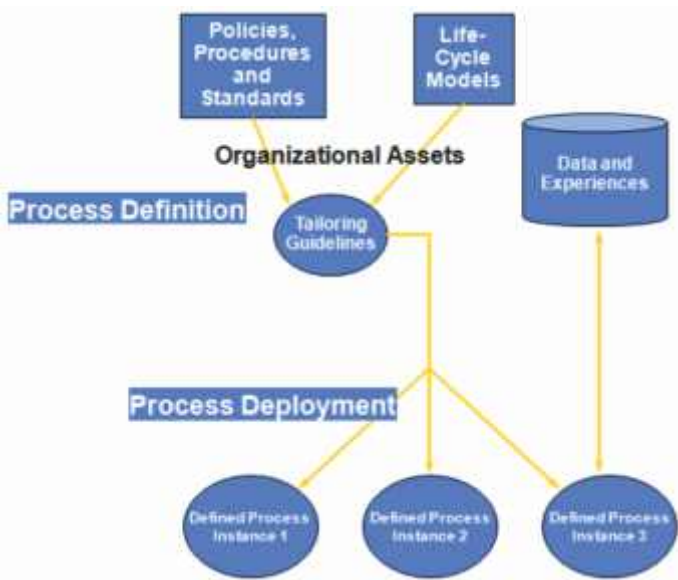 Policies,
Procedures
and
Standards
Life-
Cycle
Models
Organizational Assets
Data and
Experiences
Process Definition
Tailoring
Guidelines
Process Deployment
Defined Process
Instance 1
Defined Process
Instance 2
Defined Process
Instance 3